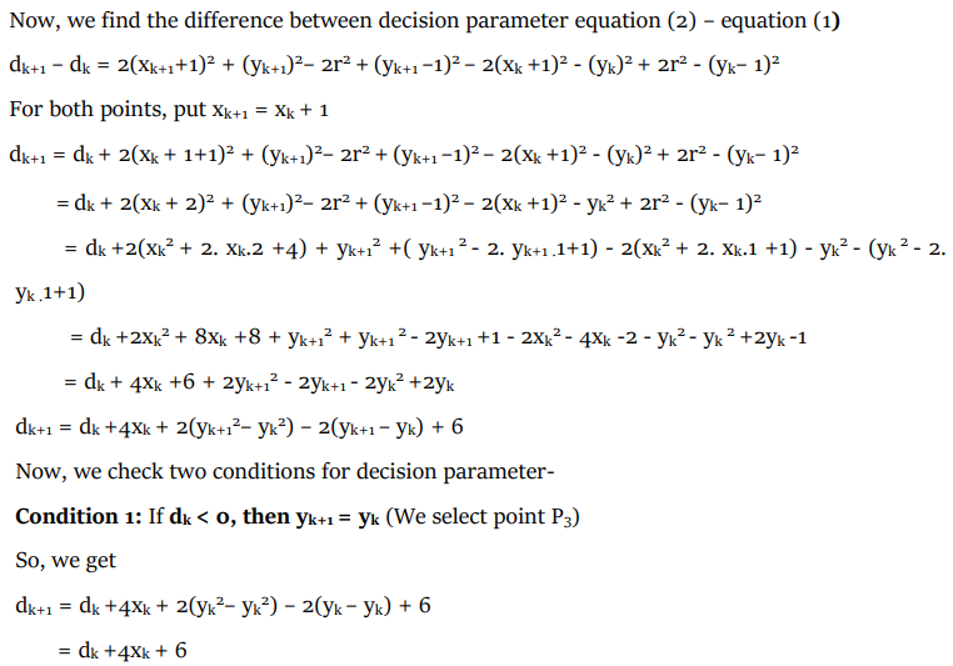 Now, we find the difference between decision parameter equation (2) – equation (1)
dₖ₊₁ – dₖ = 2(xₖ₊₁+1)² + (yₖ₊₁)²– 2r² + (yₖ₊₁ –1)² – 2(xₖ +1)² - (yₖ)² + 2r² - (yₖ– 1)²
For both points, put xₖ₊₁ = xₖ + 1
dₖ₊₁ = dₖ + 2(xₖ + 1+1)² + (yₖ₊₁)²– 2r² + (yₖ₊₁ –1)² – 2(xₖ +1)² - (yₖ)² + 2r² - (yₖ– 1)²
= dₖ + 2(xₖ + 2)² + (yₖ₊₁)²– 2r² + (yₖ₊₁ –1)² – 2(xₖ +1)² - yₖ² + 2r² - (yₖ– 1)²
= dₖ +2(xₖ² + 2. xₖ.2 +4) + yₖ₊₁² +( yₖ₊₁ ² - 2. yₖ₊₁ .1+1) - 2(xₖ² + 2. xₖ.1 +1) - yₖ² - (yₖ ² - 2.
yₖ .1+1)
= dₖ +2xₖ² + 8xₖ +8 + yₖ₊₁² + yₖ₊₁ ² - 2yₖ₊₁ +1 - 2xₖ² - 4xₖ -2 - yₖ² - yₖ ² +2yₖ -1
= dₖ + 4xₖ +6 + 2yₖ₊₁² - 2yₖ₊₁ - 2yₖ² +2yₖ
dₖ₊₁ = dₖ +4xₖ + 2(yₖ₊₁²– yₖ²) – 2(yₖ₊₁ – yₖ) + 6
Now, we check two conditions for decision parameter-
Condition 1: If dₖ < 0, then yₖ₊₁ = yₖ (We select point P₃)
So, we get
dₖ₊₁ = dₖ +4xₖ + 2(yₖ²– yₖ²) – 2(yₖ – yₖ) + 6
= dₖ +4xₖ + 6